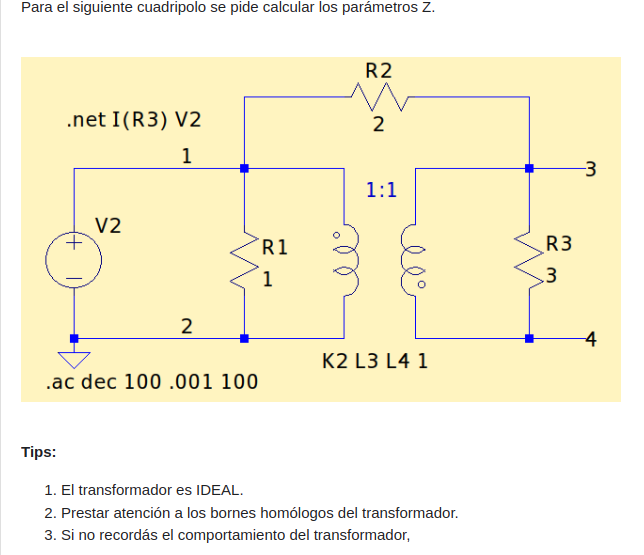 Para el siguiente cuadripolo se pide calcular los parámetros Z.
R2
.net I(R3) V2
2
1
3
1:1
V2
R1
R3
1
3
2
4
K2 L3 L4 1
.ac dec 100 .001 100
Tips:
1. El transformador es IDEAL.
2. Prestar atención a los bornes homólogos del transformador.
3. Si no recordás el comportamiento del transformador,